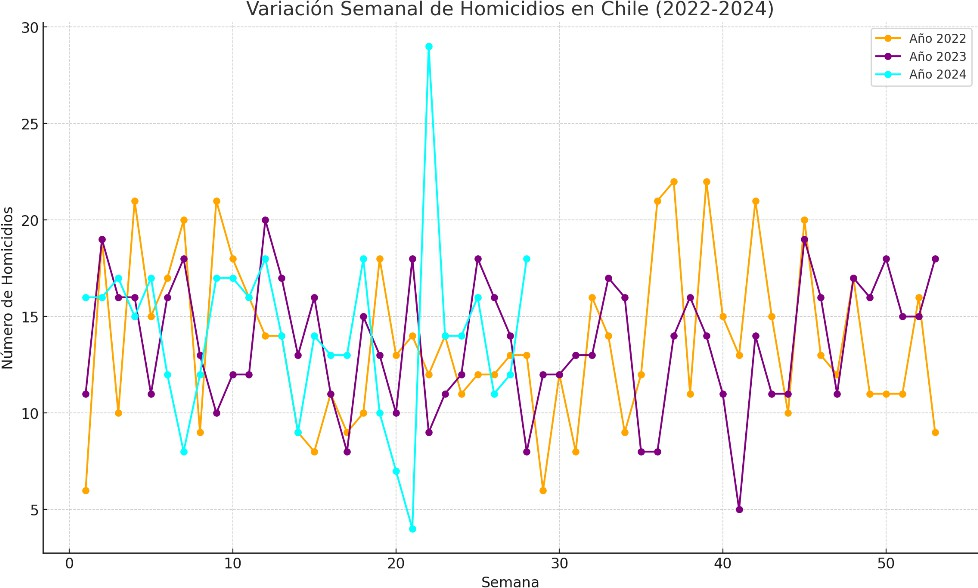 Variación Semanal de Homicidios en Chile (2022-2024)
Año 2022
Año 2023
Año 2024
Número de Homicidios
30
25
20
15
10
5
0 10 20 30 40 50
Semana